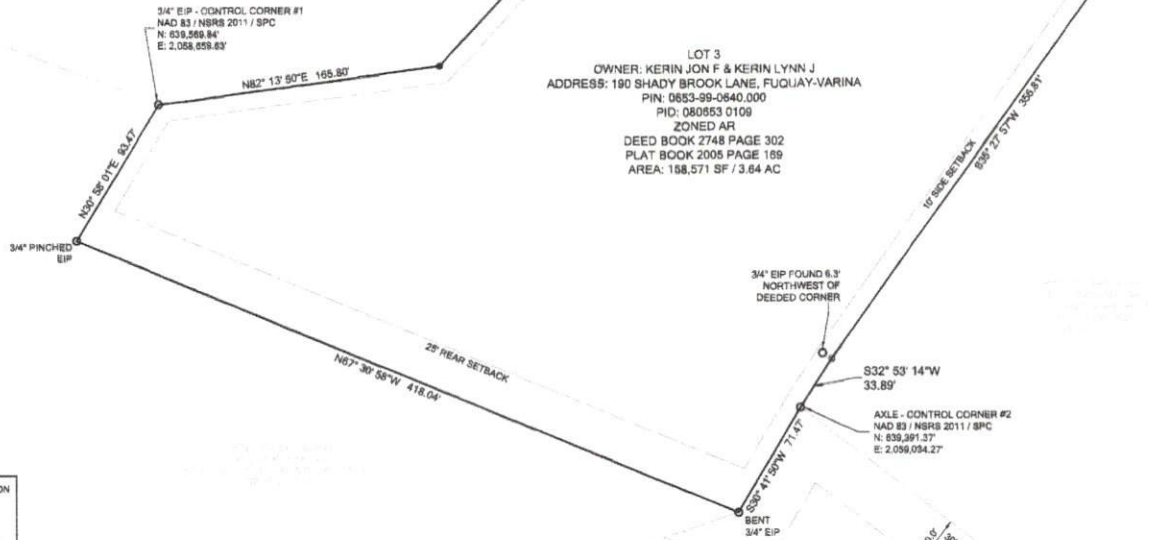 3/4" EIP - CONTROL CORNER #1
NAD 83 / NSRS 2011 / SPC
N: 639,569.84'
E: 2,058,659.63'
N82° 13' 50"E 165.80'
N30° 58' 01"E 93.47'
3/4" PINCHED
EIP
LOT 3
OWNER: KERIN JON F & KERIN LYNN J
ADDRESS: 190 SHADY BROOK LANE, FUQUAY-VARINA
PIN: 0653-99-0640.000
PID: 080653 0109
ZONED AR
DEED BOOK 2748 PAGE 302
PLAT BOOK 2005 PAGE 169
AREA: 158,571 SF / 3.64 AC
10' SIDE SETBACK
S35° 27' 57"W 356.81'
3/4" EIP FOUND 6.3'
NORTHWEST OF
DEEDED CORNER
25' REAR SETBACK
N67° 39' 58"W 418.04'
S32° 53' 14"W
33.89'
AXLE - CONTROL CORNER #2
NAD 83 / NSRS 2011 / SPC
N: 639,391.37'
E: 2,059,034.27'
S30° 41' 50"W 71.47'
BENT
3/4" EIP
ON